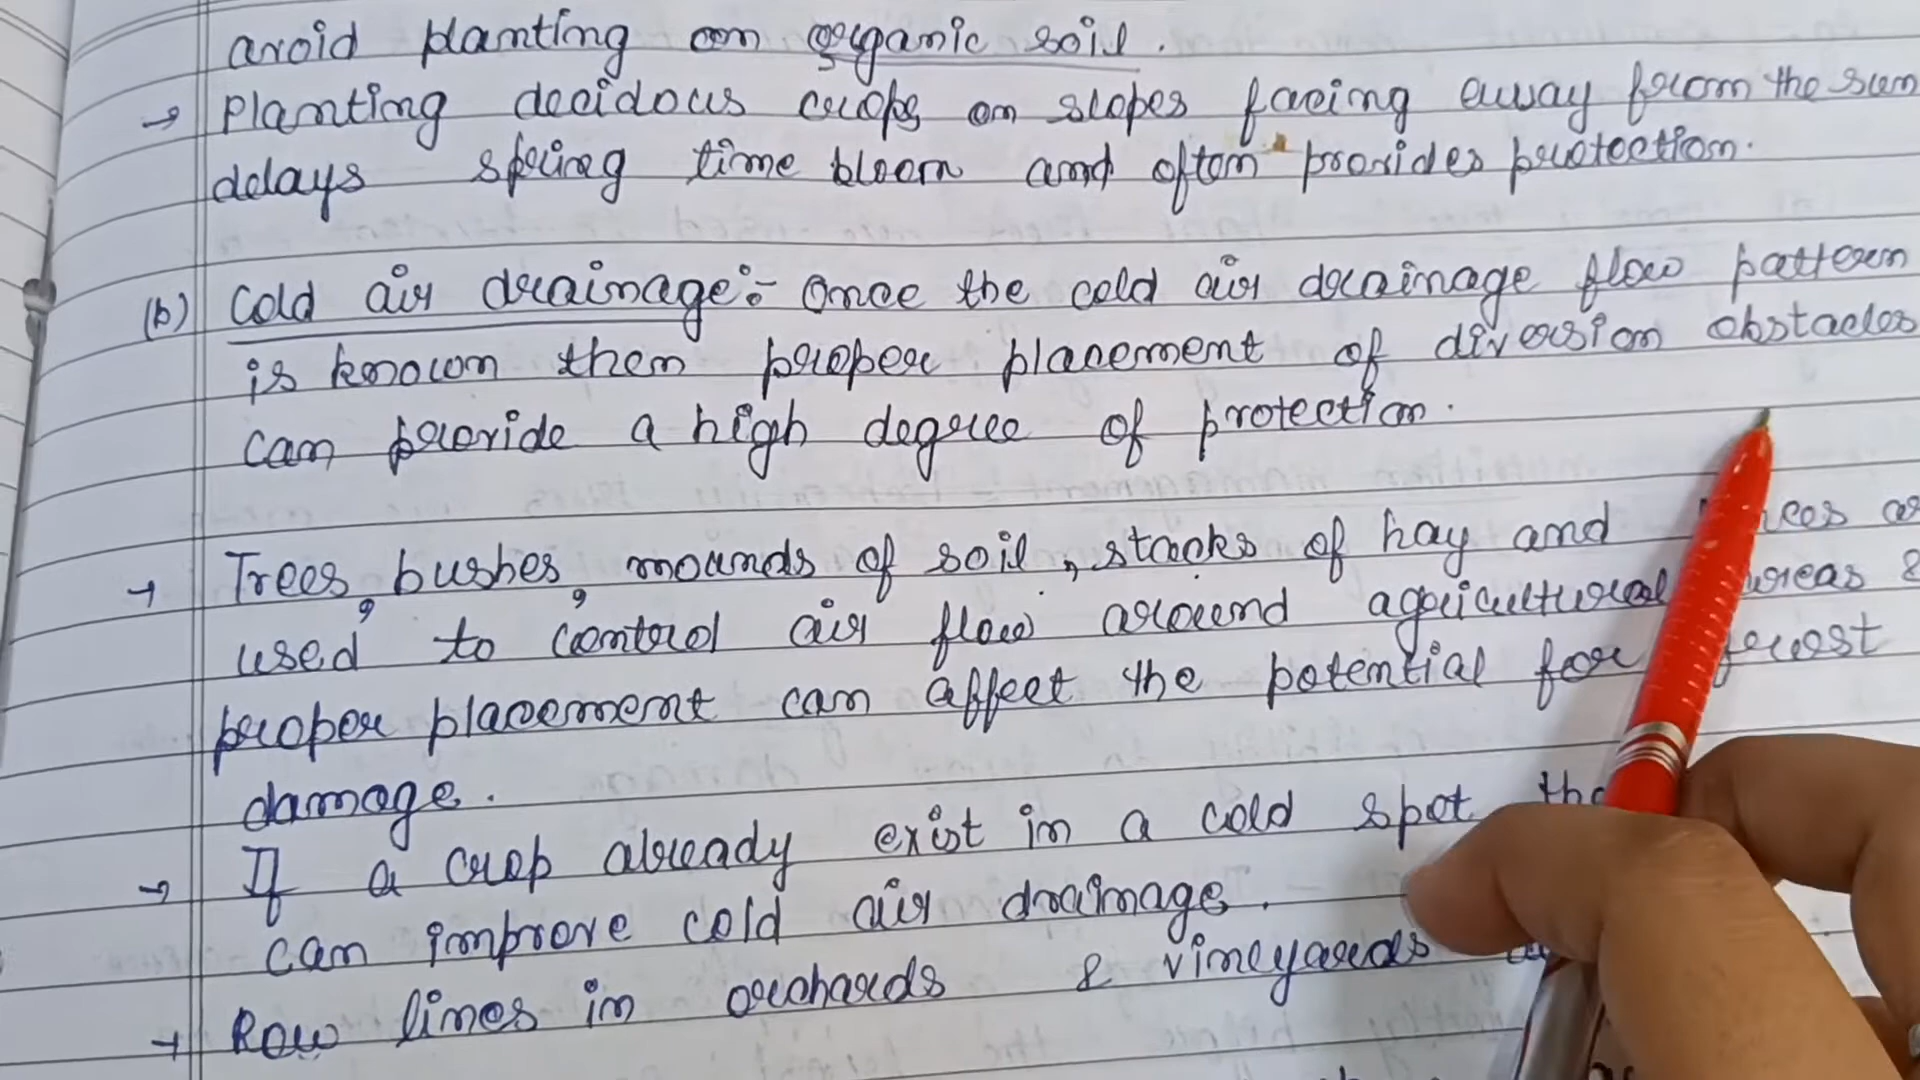 avoid planting on organic soil.
→ Planting decidous crops on slopes facing away from the sun
delays spring time bloom and often provides protection.
(b) Cold air drainage:- Once the cold air drainage flow pattern
is known then proper placement of diversion obstacles
can provide a high degree of protection.
→ Trees, bushes, mounds of soil, stacks of hay and
used to control air flow around agricultural areas &
proper placement can affect the potential for frost
damage.
→ If a crop already exist in a cold spot
can improve cold air drainage.
→ Row lines in orchards & vineyards